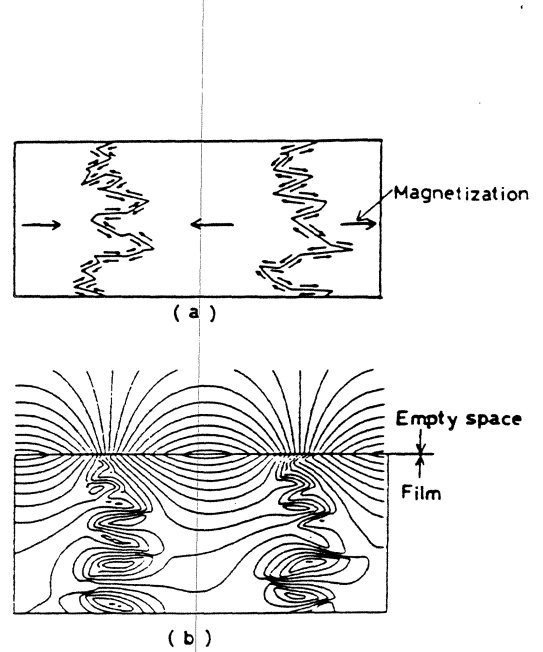 Magnetization
( a )
Empty space
Film
( b )